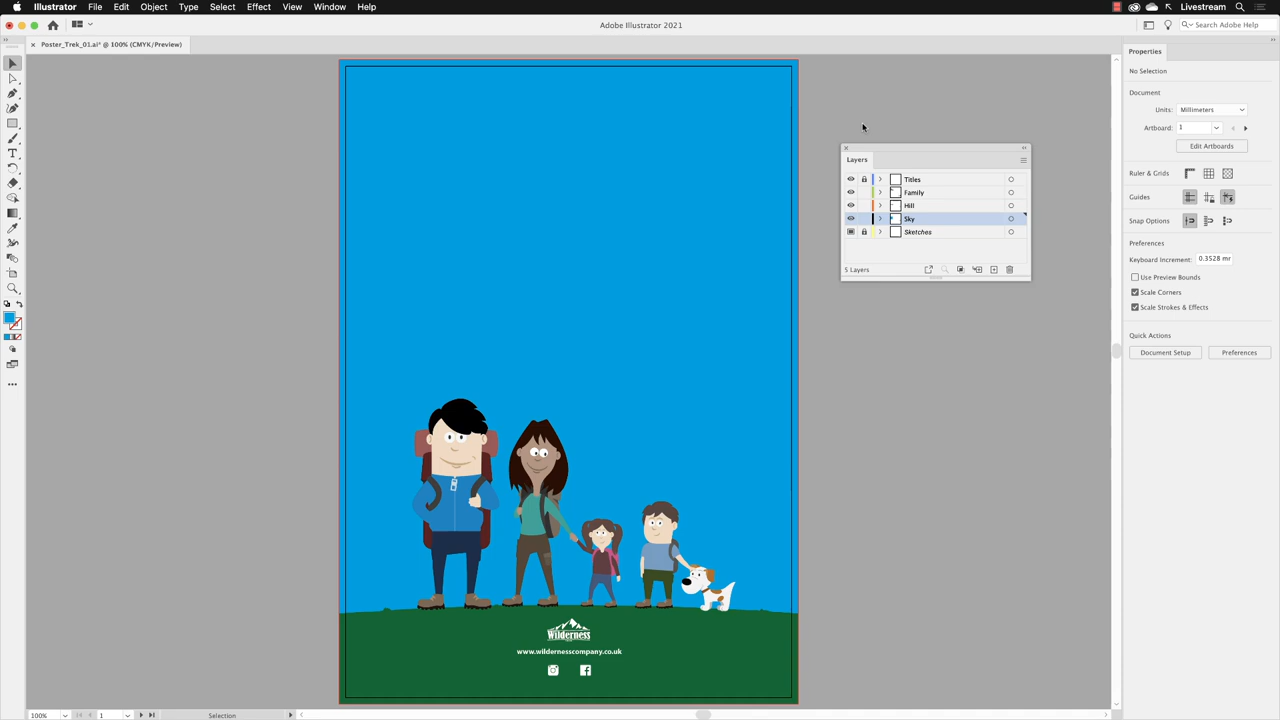 Illustrator File Edit Object Type Select Effect View Window Help Livestream
Adobe Illustrator 2021
Search Adobe Help
Poster_Trek_01.ai* @ 100% (CMYK/Preview)
Properties
No Selection
Document
Units: Millimeters
Artboard: 1
Edit Artboards
Ruler & Grids
Guides
Snap Options
Preferences
Keyboard Increment: 0.3528 mr
Use Preview Bounds
Scale Corners
Scale Strokes & Effects
Quick Actions
Document Setup Preferences
Layers
Titles
Family
Hill
Sky
Sketches
5 Layers
Wilderness
www.wildernesscompany.co.uk
100% 1 Selection